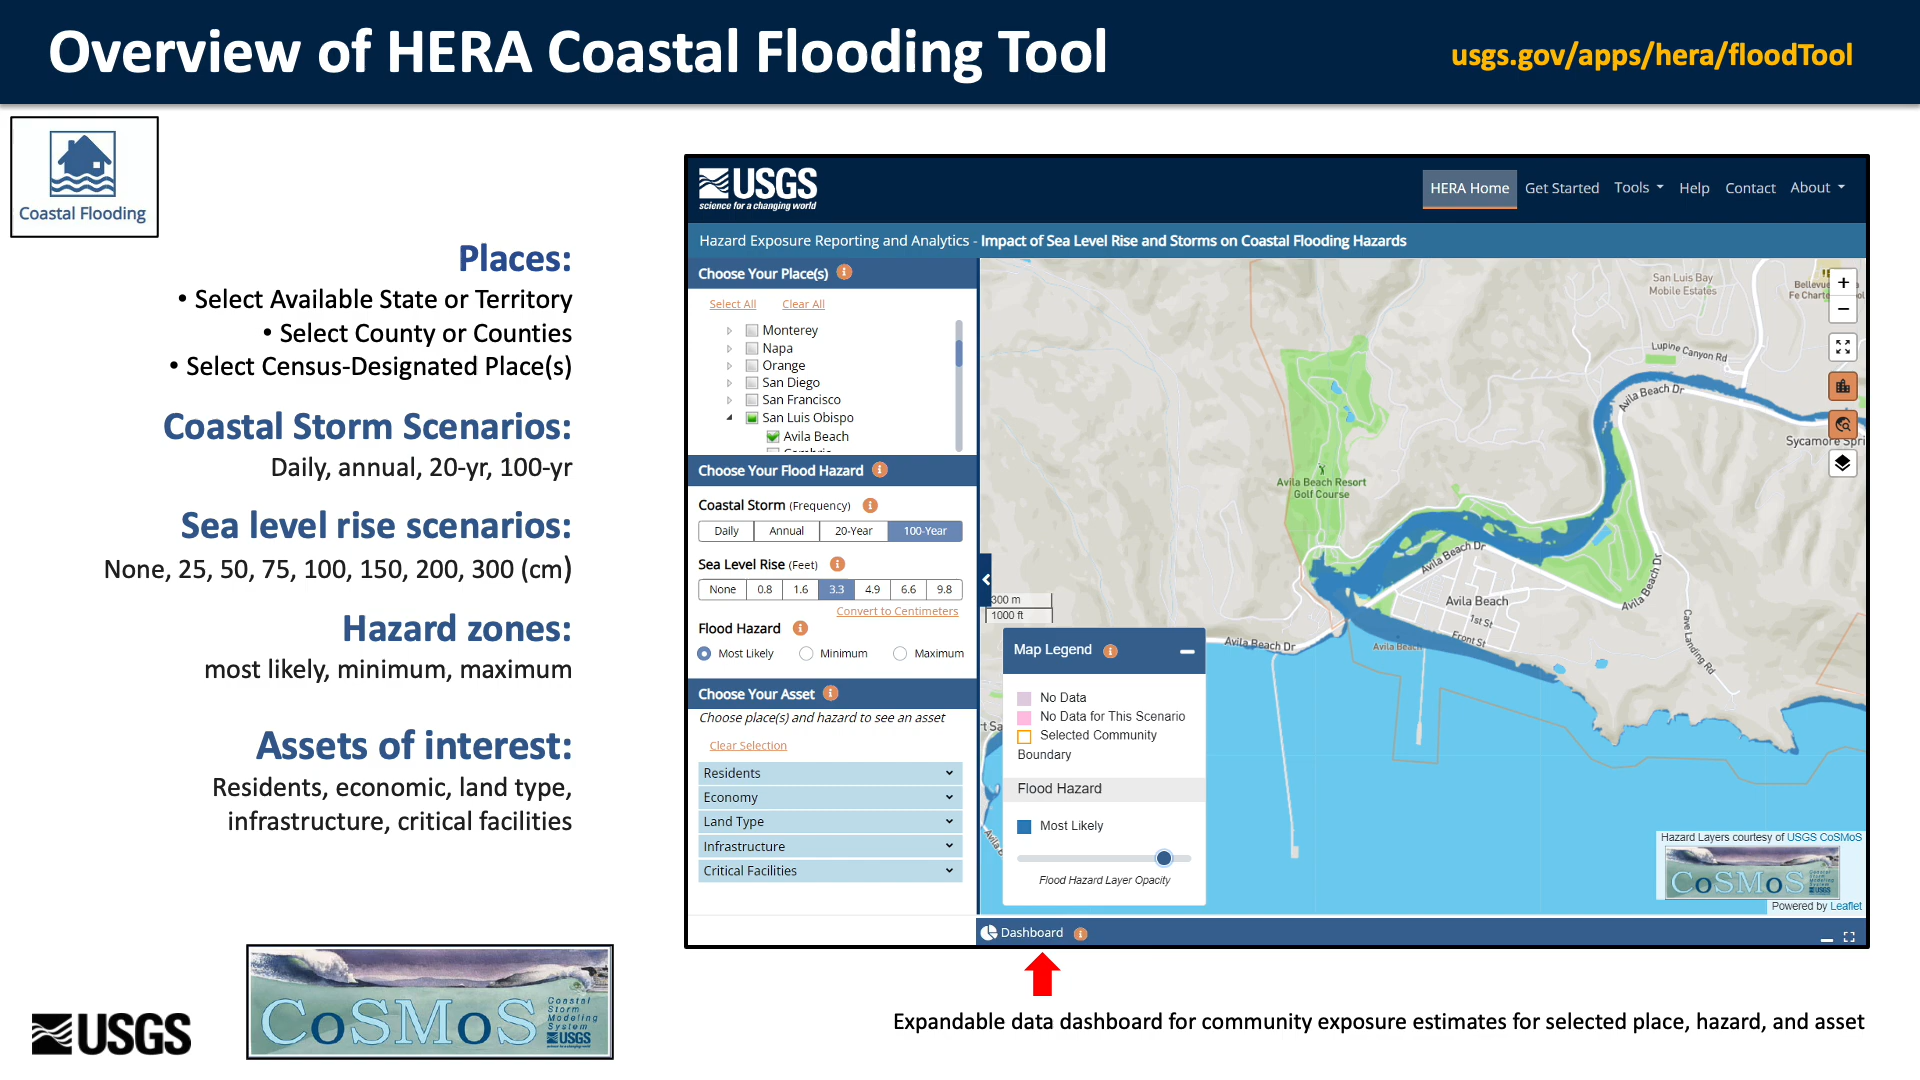 Overview of HERA Coastal Flooding Tool
usgs.gov/apps/hera/floodTool
Coastal Flooding
Places:
• Select Available State or Territory
• Select County or Counties
• Select Census-Designated Place(s)
Coastal Storm Scenarios:
Daily, annual, 20-yr, 100-yr
Sea level rise scenarios:
None, 25, 50, 75, 100, 150, 200, 300 (cm)
Hazard zones:
most likely, minimum, maximum
Assets of interest:
Residents, economic, land type,
infrastructure, critical facilities
USGS
CoSMoS
Coastal
Storm
Modeling
System
USGS
USGS
science for a changing world
HERA Home Get Started Tools Help Contact About
Hazard Exposure Reporting and Analytics - Impact of Sea Level Rise and Storms on Coastal Flooding Hazards
Choose Your Place(s)
Select All Clear All
Monterey
Napa
Orange
San Diego
San Francisco
San Luis Obispo
Avila Beach
Choose Your Flood Hazard
Coastal Storm (Frequency)
Daily Annual 20-Year 100-Year
Sea Level Rise (Feet)
None 0.8 1.6 3.3 4.9 6.6 9.8
Convert to Centimeters
Flood Hazard
Most Likely Minimum Maximum
Choose Your Asset
Choose place(s) and hazard to see an asset
Clear Selection
Residents
Economy
Land Type
Infrastructure
Critical Facilities
San Luis Bay
Mobile Estates
Lupine Canyon Rd
Avila Beach Dr
Avila Beach Resort
Golf Course
Avila Beach Dr
Avila Beach Dr
Avila Beach
1st St
Front St
Avila Beach
Cave Landing Rd
Avila Beach Dr
+
−
300 m
1000 ft
Map Legend
No Data
No Data for This Scenario
Selected Community
Boundary
Flood Hazard
Most Likely
Flood Hazard Layer Opacity
Hazard Layers courtesy of USGS CoSMoS
CoSMoS
Powered by Leaflet
Dashboard
Expandable data dashboard for community exposure estimates for selected place, hazard, and asset